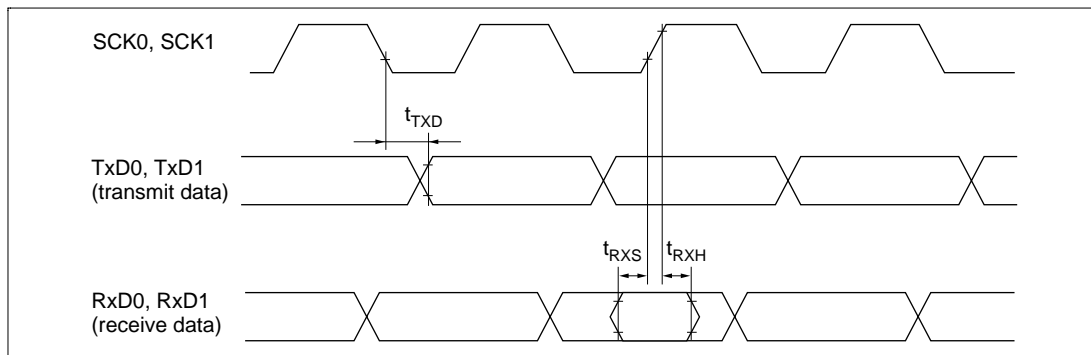 SCK0, SCK1
tTXD
TxD0, TxD1
(transmit data)
tRXS
tRXH
RxD0, RxD1
(receive data)